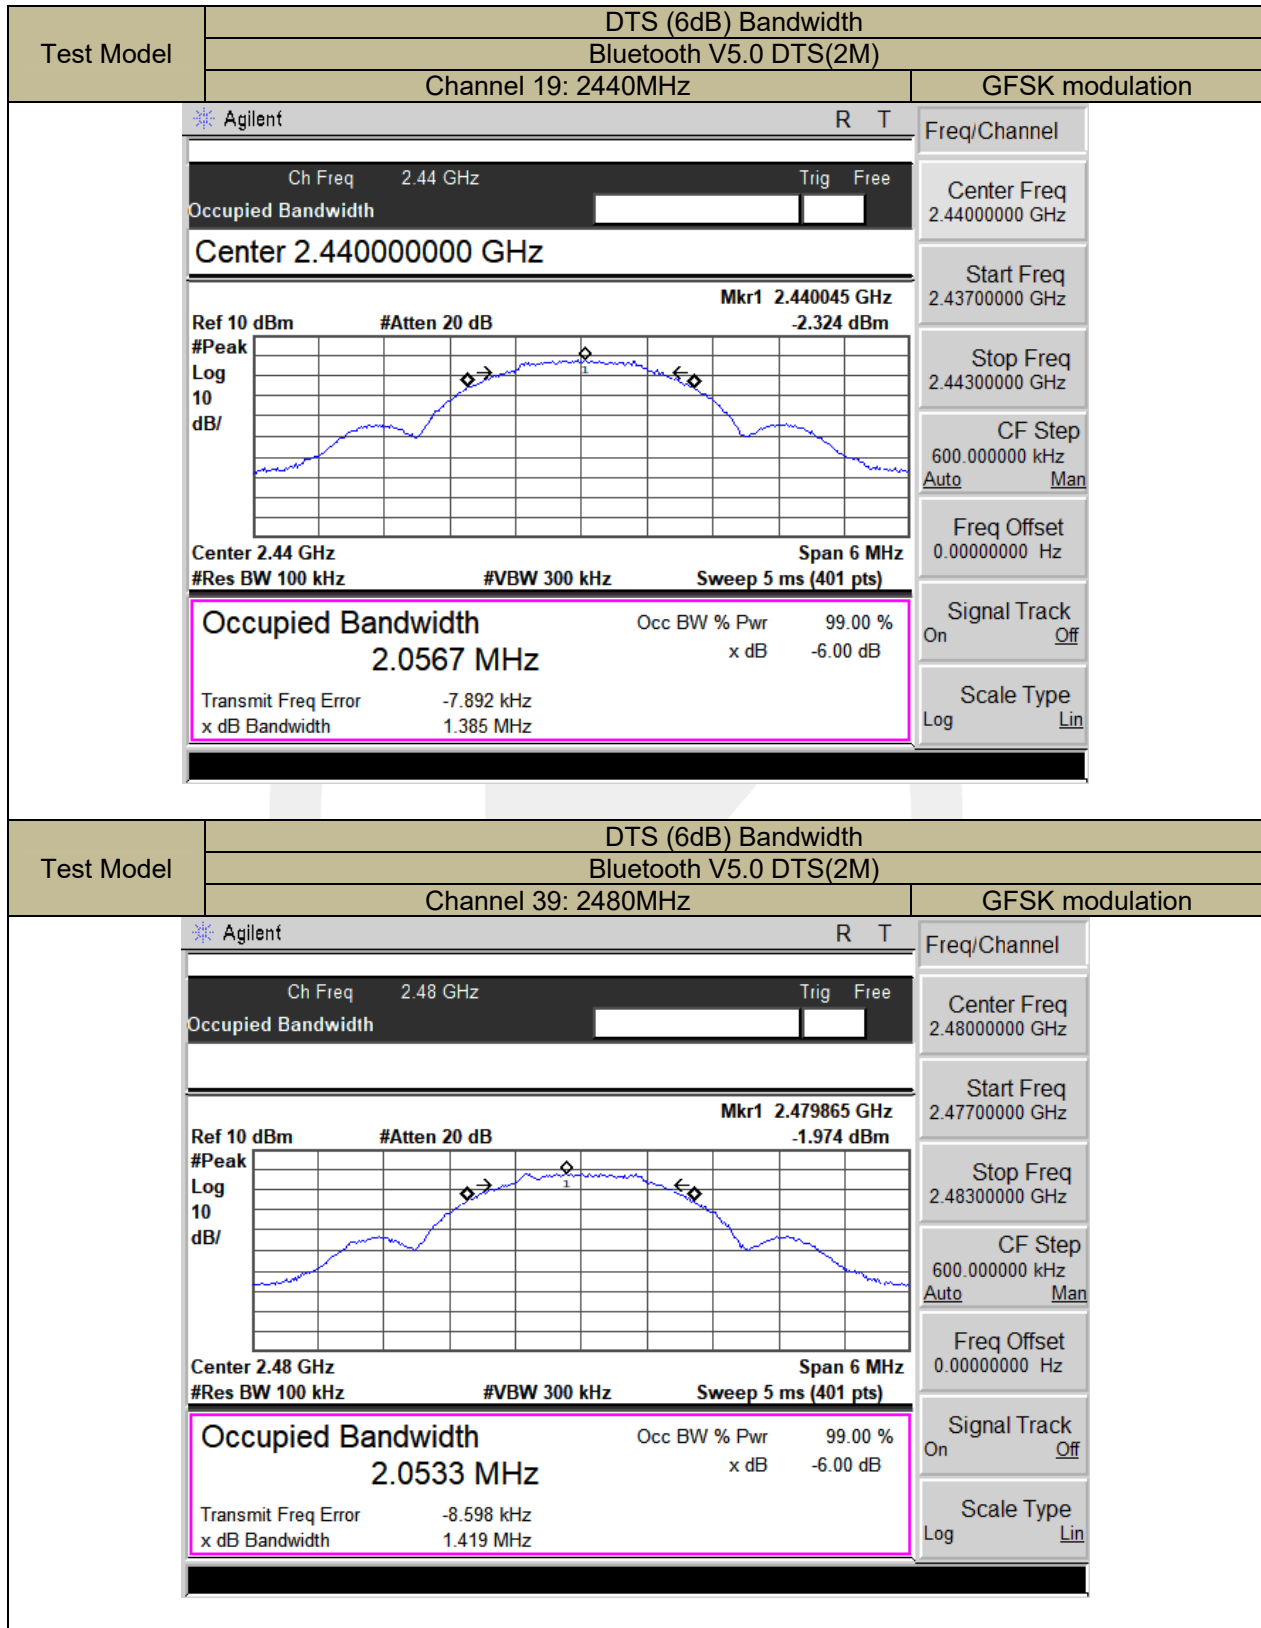 DTS (6dB) Bandwidth
Test Model
Bluetooth V5.0 DTS(2M)
Channel 19: 2440MHz GFSK modulation
Agilent R T
Freq/Channel
Ch Freq 2.44 GHz Trig Free
Occupied Bandwidth
Center Freq
2.44000000 GHz
Center 2.440000000 GHz
Start Freq
2.43700000 GHz
Mkr1 2.440045 GHz
Ref 10 dBm #Atten 20 dB -2.324 dBm
#Peak
Log
10
dB/
1
Stop Freq
2.44300000 GHz
CF Step
600.000000 kHz
Auto Man
Freq Offset
0.00000000 Hz
Center 2.44 GHz Span 6 MHz
#Res BW 100 kHz #VBW 300 kHz Sweep 5 ms (401 pts)
Occupied Bandwidth Occ BW % Pwr 99.00 %
2.0567 MHz x dB -6.00 dB
Transmit Freq Error -7.892 kHz
x dB Bandwidth 1.385 MHz
Signal Track
On Off
Scale Type
Log Lin
DTS (6dB) Bandwidth
Test Model
Bluetooth V5.0 DTS(2M)
Channel 39: 2480MHz GFSK modulation
Agilent R T
Freq/Channel
Ch Freq 2.48 GHz Trig Free
Occupied Bandwidth
Center Freq
2.48000000 GHz
Start Freq
2.47700000 GHz
Mkr1 2.479865 GHz
Ref 10 dBm #Atten 20 dB -1.974 dBm
#Peak
Log
10
dB/
1
Stop Freq
2.48300000 GHz
CF Step
600.000000 kHz
Auto Man
Freq Offset
0.00000000 Hz
Center 2.48 GHz Span 6 MHz
#Res BW 100 kHz #VBW 300 kHz Sweep 5 ms (401 pts)
Occupied Bandwidth Occ BW % Pwr 99.00 %
2.0533 MHz x dB -6.00 dB
Transmit Freq Error -8.598 kHz
x dB Bandwidth 1.419 MHz
Signal Track
On Off
Scale Type
Log Lin